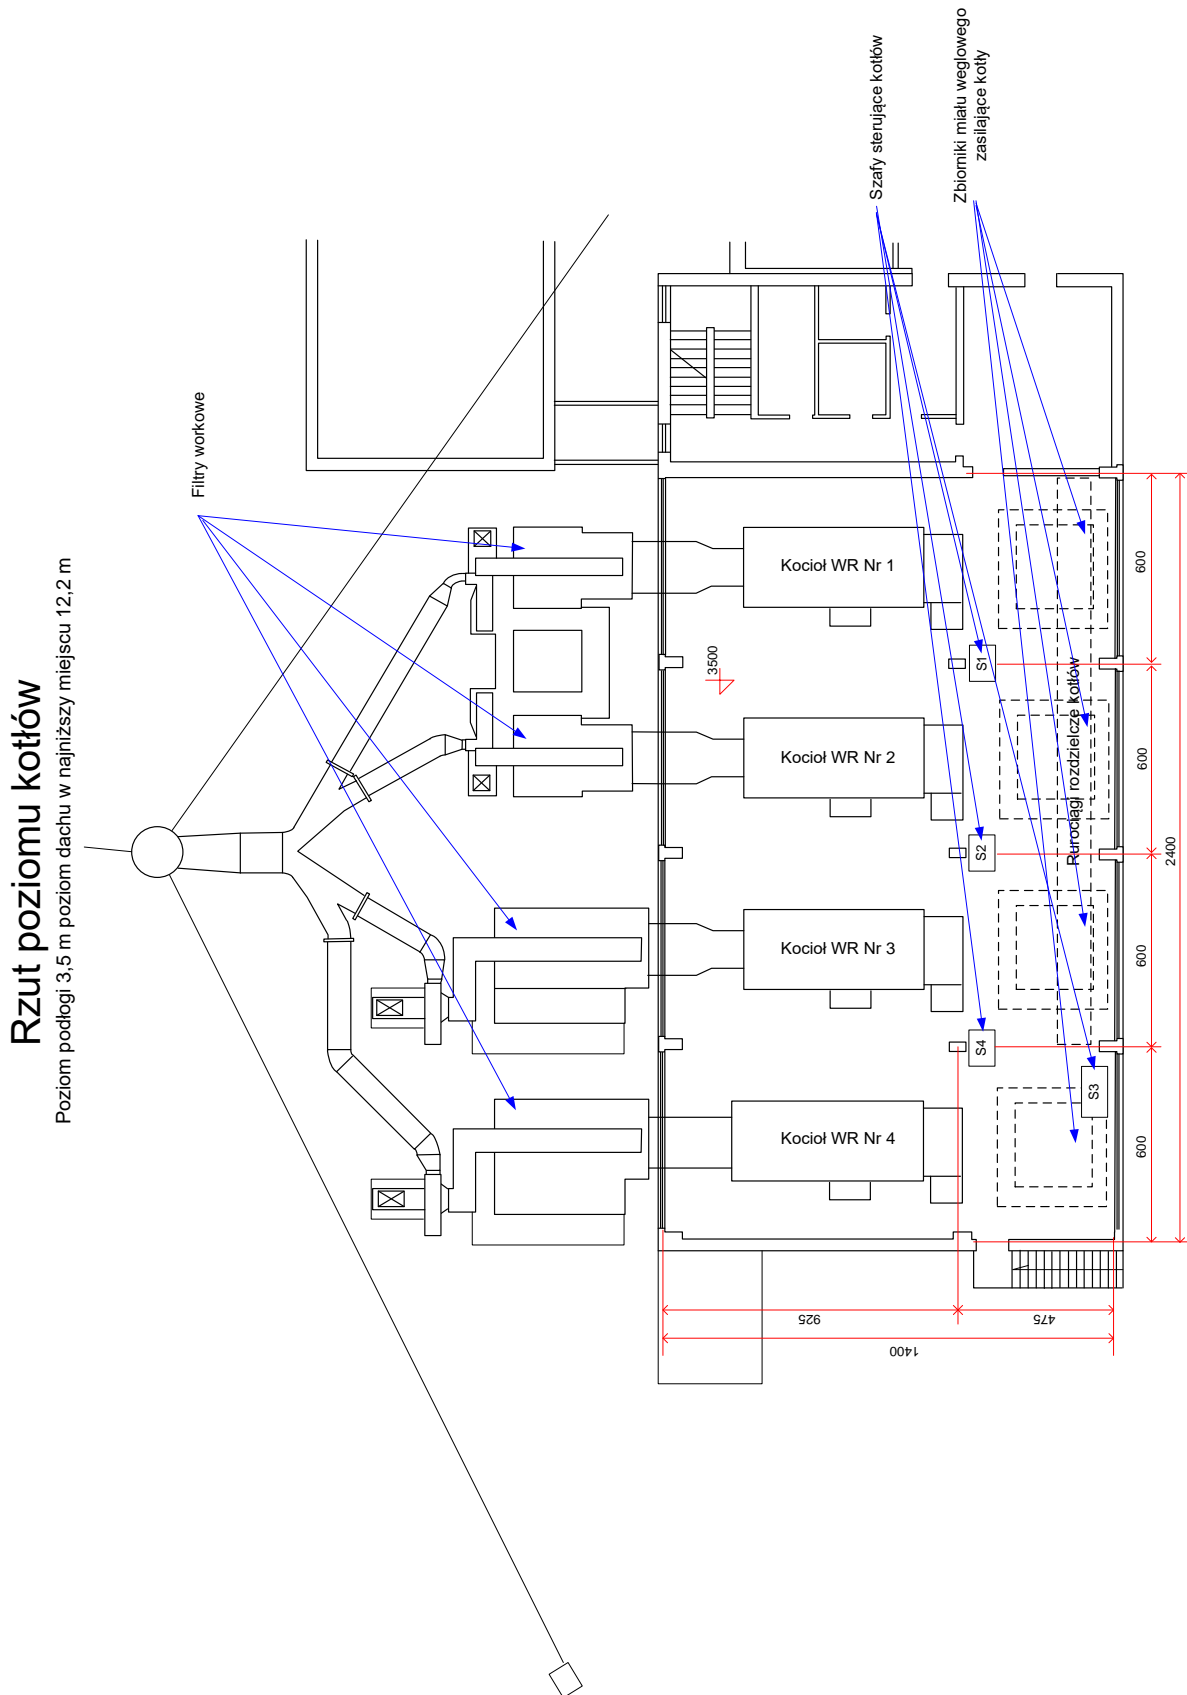 Rzut poziomu kotłów
Poziom podłogi 3,5 m poziom dachu w najniższy miejscu 12,2 m
Filtry workowe
Szafy sterujące kotłów
Zbiorniki miału węglowego
zasilające kotły
Kocioł WR Nr 1
Kocioł WR Nr 2
Kocioł WR Nr 3
Kocioł WR Nr 4
3500
S1
S2
S4
S3
Rurociągi rozdzielcze kotłów
600
600
600
600
2400
925
475
1400